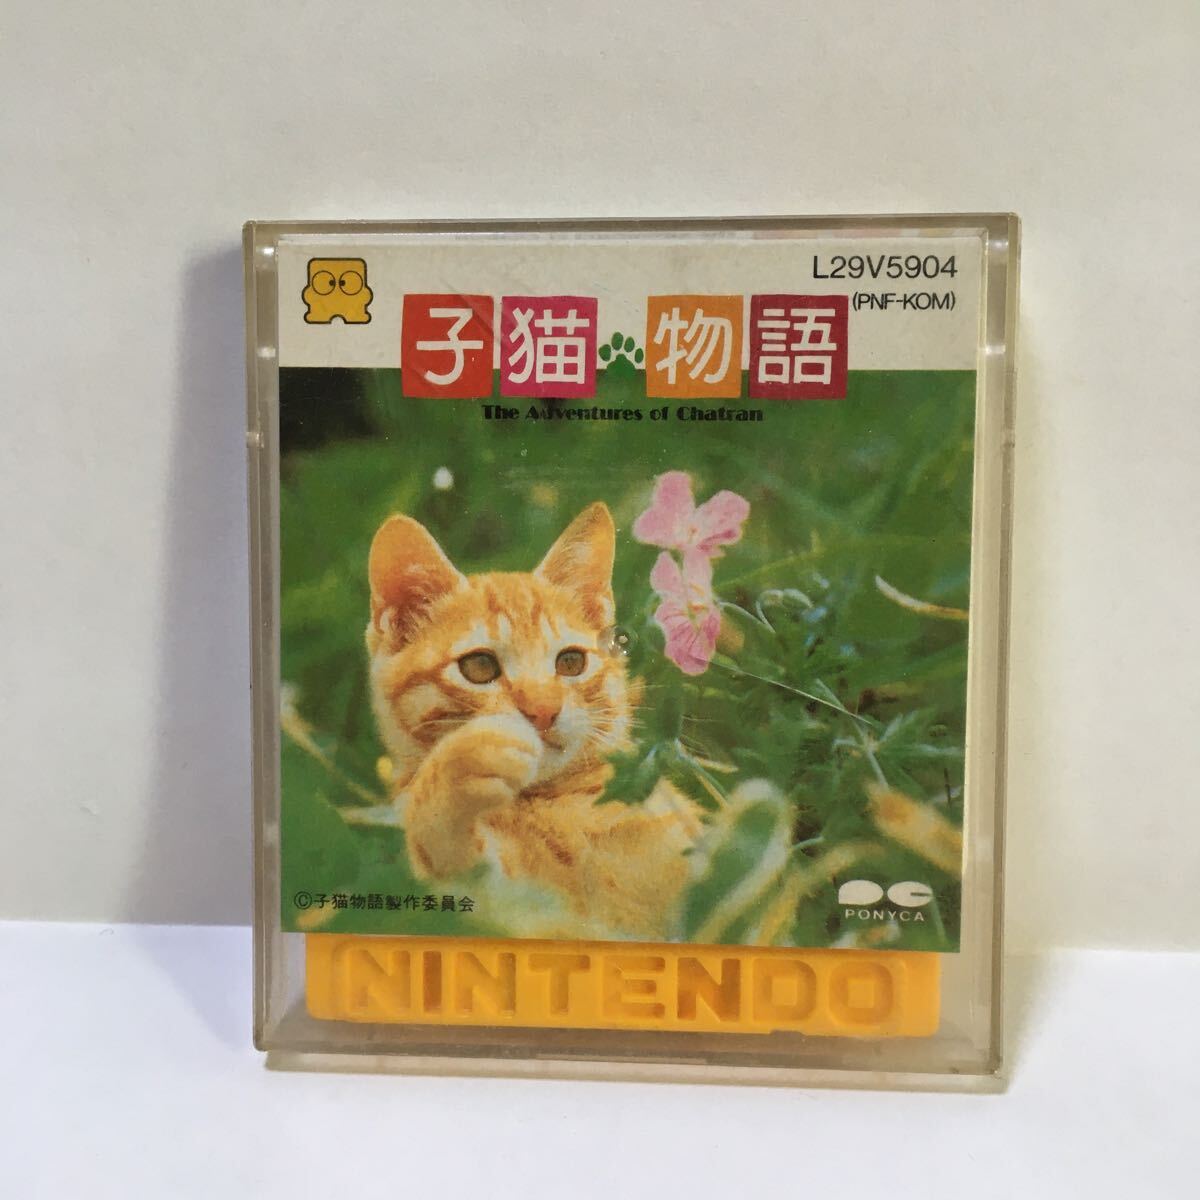 L29V5904
(PNF-KOM)
子猫物語
The Adventures of Chatran
©子猫物語製作委員会
PC
PONYCA
NINTENDO